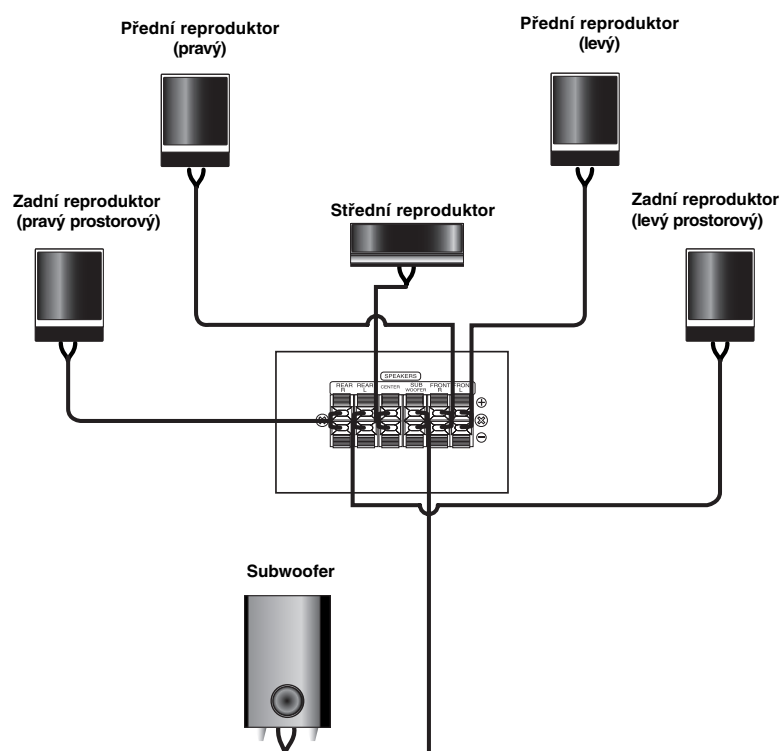 Přední reproduktor
(pravý)
Přední reproduktor
(levý)
Zadní reproduktor
(pravý prostorový)
Střední reproduktor
Zadní reproduktor
(levý prostorový)
SPEAKERS
REAR
R
REAR
L
CENTER
SUB
WOOFER
FRONT
R
FRONT
L
+
−
Subwoofer